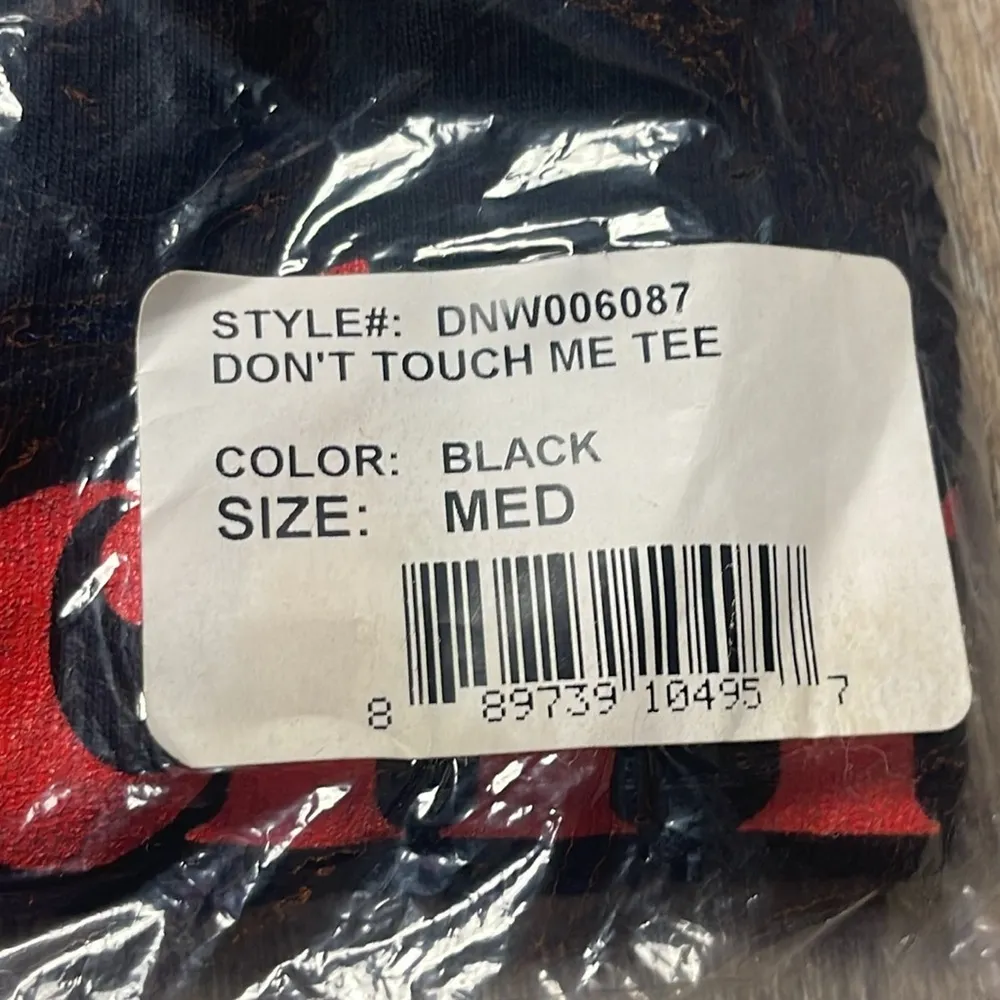 STYLE#: DNW006087
DON'T TOUCH ME TEE
COLOR: BLACK
SIZE: MED
8 89739 10495 7